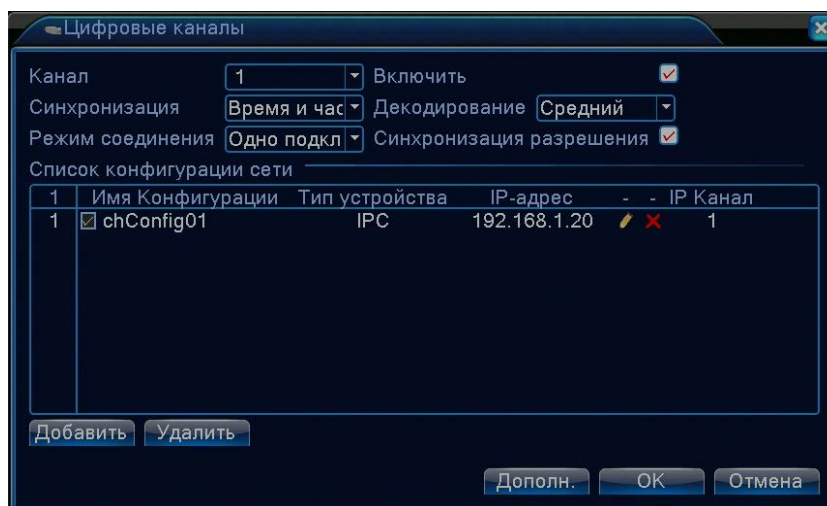 Цифровые каналы
Канал 1 Включить
Синхронизация Время и час Декодирование Средний
Режим соединения Одно подкл Синхронизация разрешения
Список конфигурации сети
1 Имя Конфигурации Тип устройства IP-адрес - - IP Канал
1 chConfig01 IPC 192.168.1.20 1
Добавить Удалить
Дополн. OK Отмена